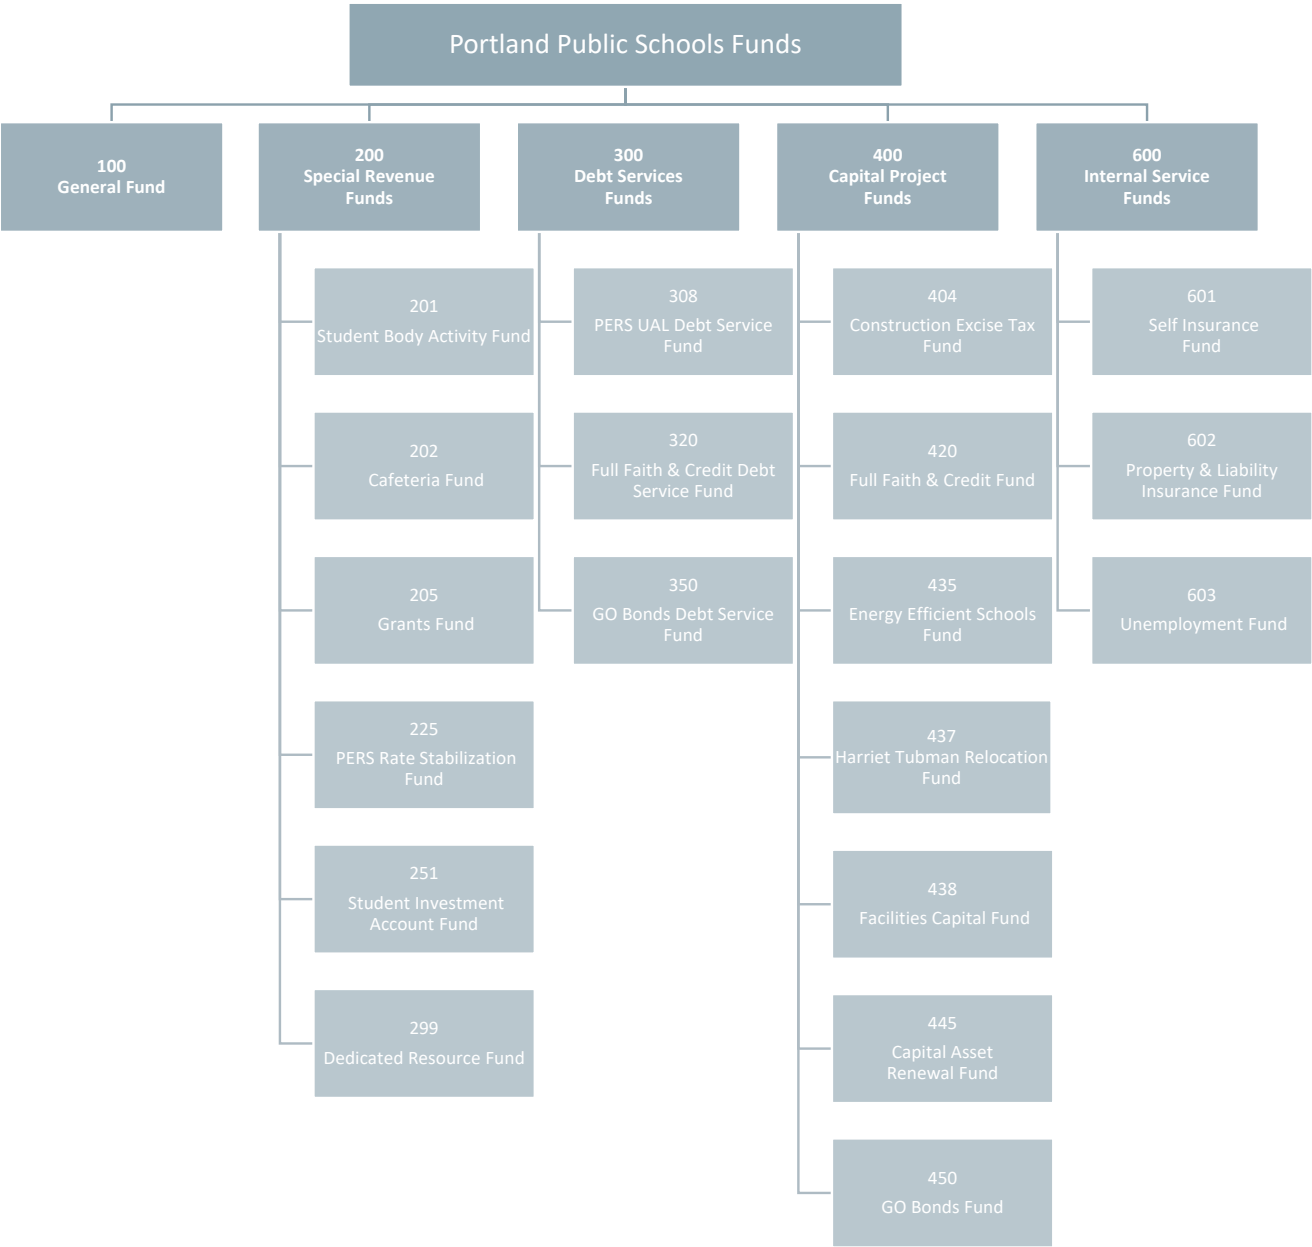 Portland Public Schools Funds
100
General Fund
200
Special Revenue
Funds
300
Debt Services
Funds
400
Capital Project
Funds
600
Internal Service
Funds
201
Student Body Activity Fund
202
Cafeteria Fund
205
Grants Fund
225
PERS Rate Stabilization
Fund
251
Student Investment
Account Fund
299
Dedicated Resource Fund
308
PERS UAL Debt Service
Fund
320
Full Faith & Credit Debt
Service Fund
350
GO Bonds Debt Service
Fund
404
Construction Excise Tax
Fund
420
Full Faith & Credit Fund
435
Energy Efficient Schools
Fund
437
Harriet Tubman Relocation
Fund
438
Facilities Capital Fund
445
Capital Asset
Renewal Fund
450
GO Bonds Fund
601
Self Insurance
Fund
602
Property & Liability
Insurance Fund
603
Unemployment Fund